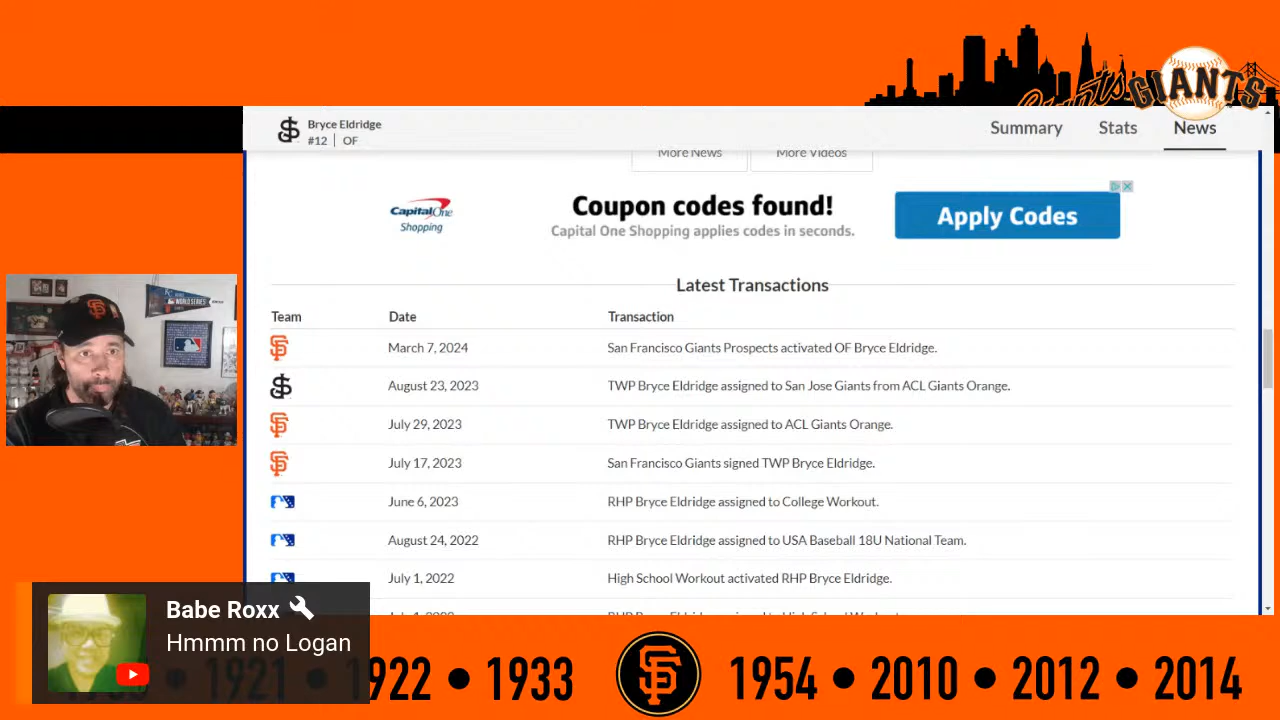 Giants
GIANTS
Bryce Eldridge
#12 | OF
Summary
Stats
News
More News
More Videos
CapitalOne
Shopping
Coupon codes found!
Capital One Shopping applies codes in seconds.
Apply Codes
Latest Transactions
Team Date Transaction
March 7, 2024 San Francisco Giants Prospects activated OF Bryce Eldridge.
August 23, 2023 TWP Bryce Eldridge assigned to San Jose Giants from ACL Giants Orange.
July 29, 2023 TWP Bryce Eldridge assigned to ACL Giants Orange.
July 17, 2023 San Francisco Giants signed TWP Bryce Eldridge.
June 6, 2023 RHP Bryce Eldridge assigned to College Workout.
August 24, 2022 RHP Bryce Eldridge assigned to USA Baseball 18U National Team.
July 1, 2022 High School Workout activated RHP Bryce Eldridge.
Babe Roxx
Hmmm no Logan
1921 • 1922 • 1933 SF 1954 • 2010 • 2012 • 2014